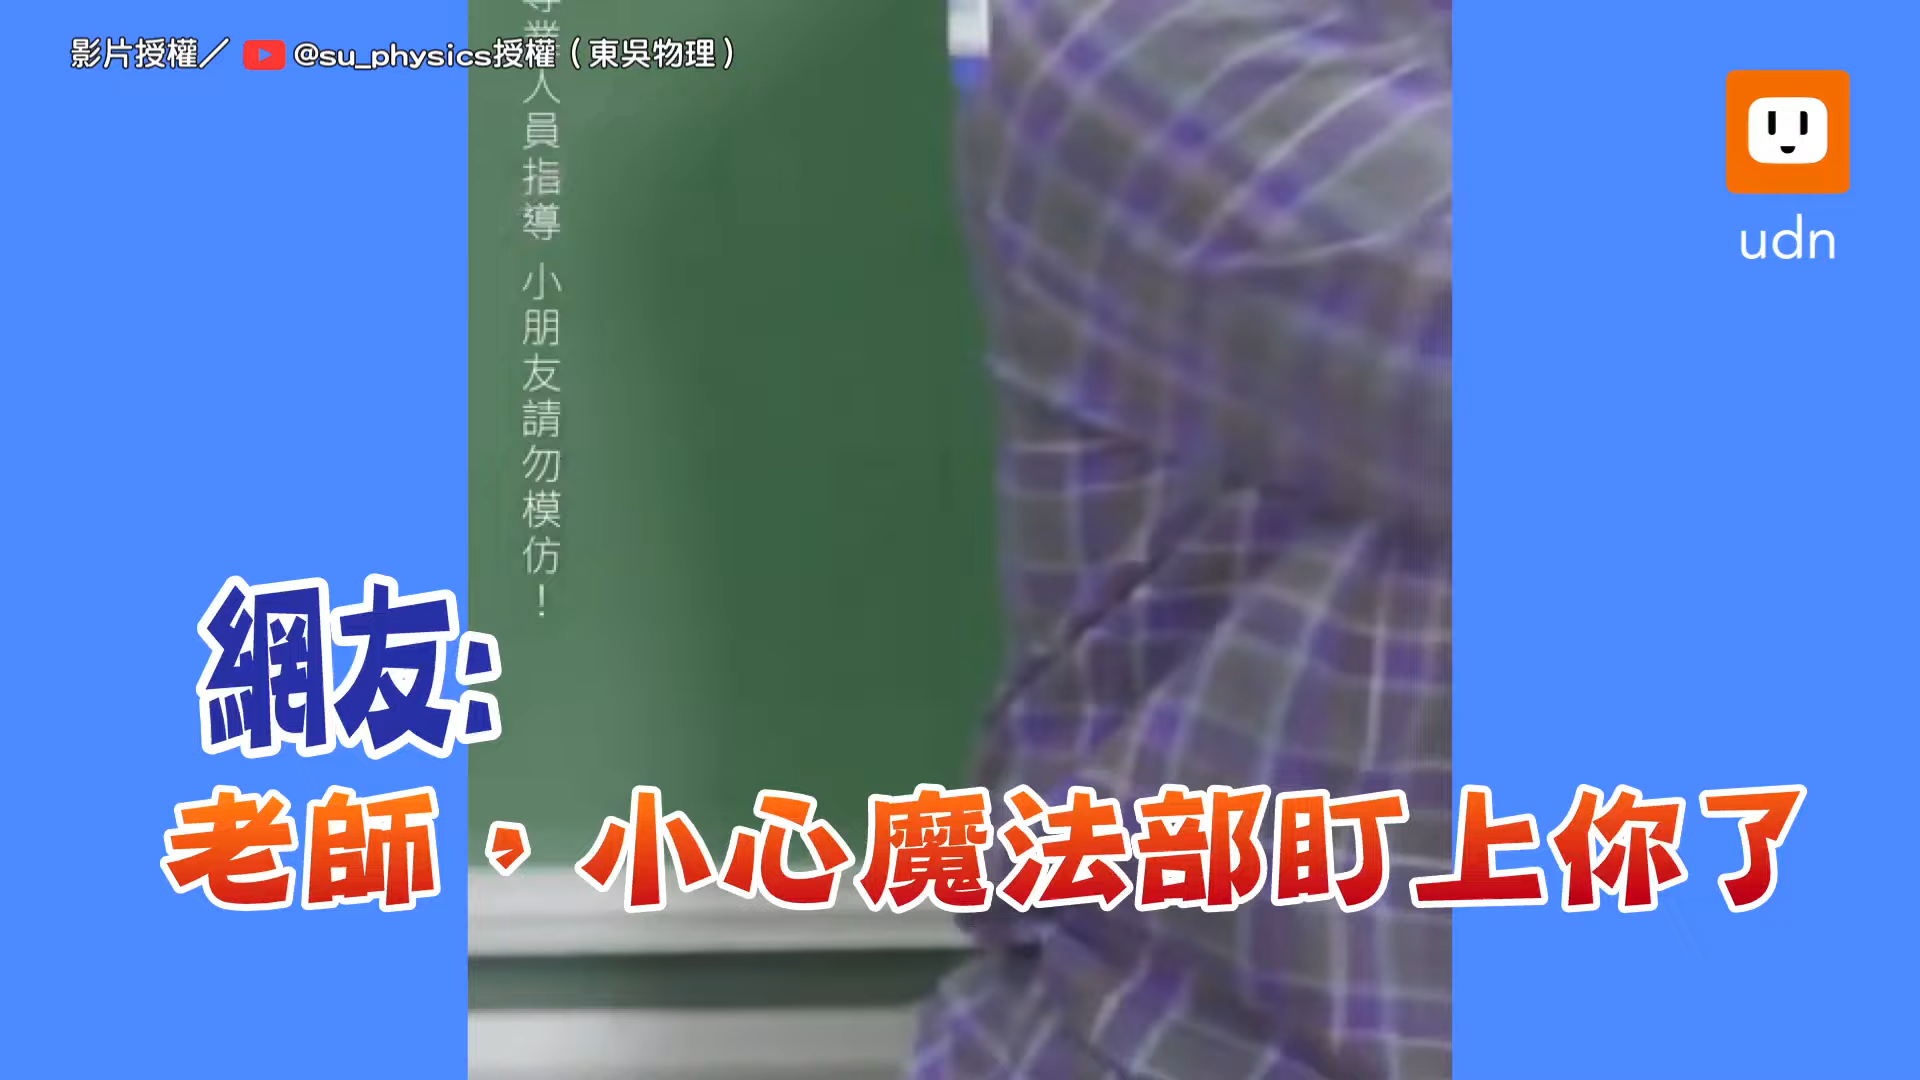 影片授權／ @su_physics授權（東吳物理）
專業人員指導 小朋友請勿模仿！
udn
網友:
老師，小心魔法部盯上你了